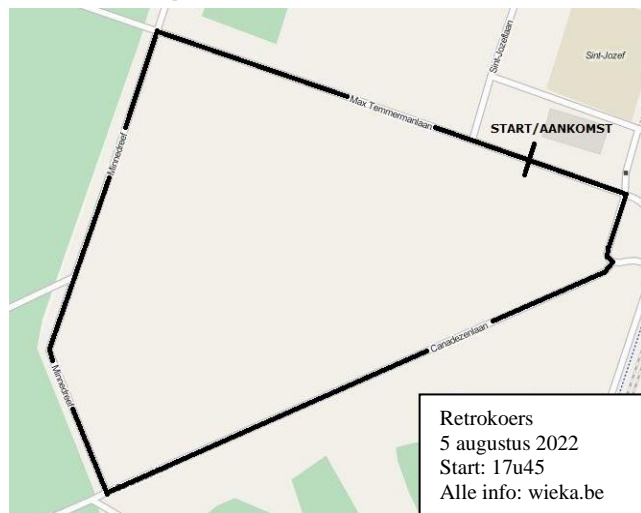 Sint-Jozeflaan
Sint-Jozef
Max Temmermanlaan
START/AANKOMST
Minnedreef
Canadezenlaan
Minnedreef
Retrokoers
5 augustus 2022
Start: 17u45
Alle info: wieka.be